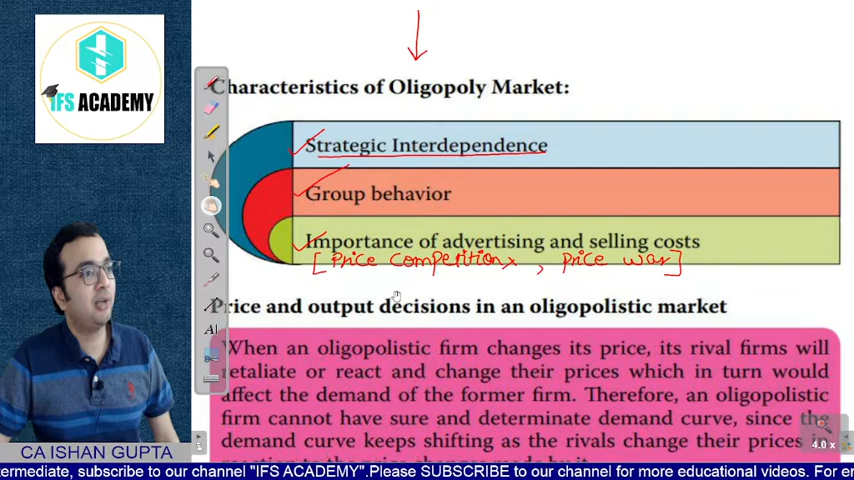 IFS ACADEMY
Characteristics of Oligopoly Market:
Strategic Interdependence
Group behavior
Importance of advertising and selling costs
[Price competition x , Price war]
Price and output decisions in an oligopolistic market
When an oligopolistic firm changes its price, its rival firms will
retaliate or react and change their prices which in turn would
affect the demand of the former firm. Therefore, an oligopolistic
firm cannot have sure and determinate demand curve, since the
demand curve keeps shifting as the rivals change their prices in
4.0 x
CA ISHAN GUPTA
ntermediate, subscribe to our channel "IFS ACADEMY".Please SUBSCRIBE to our channel for more educational videos. For en